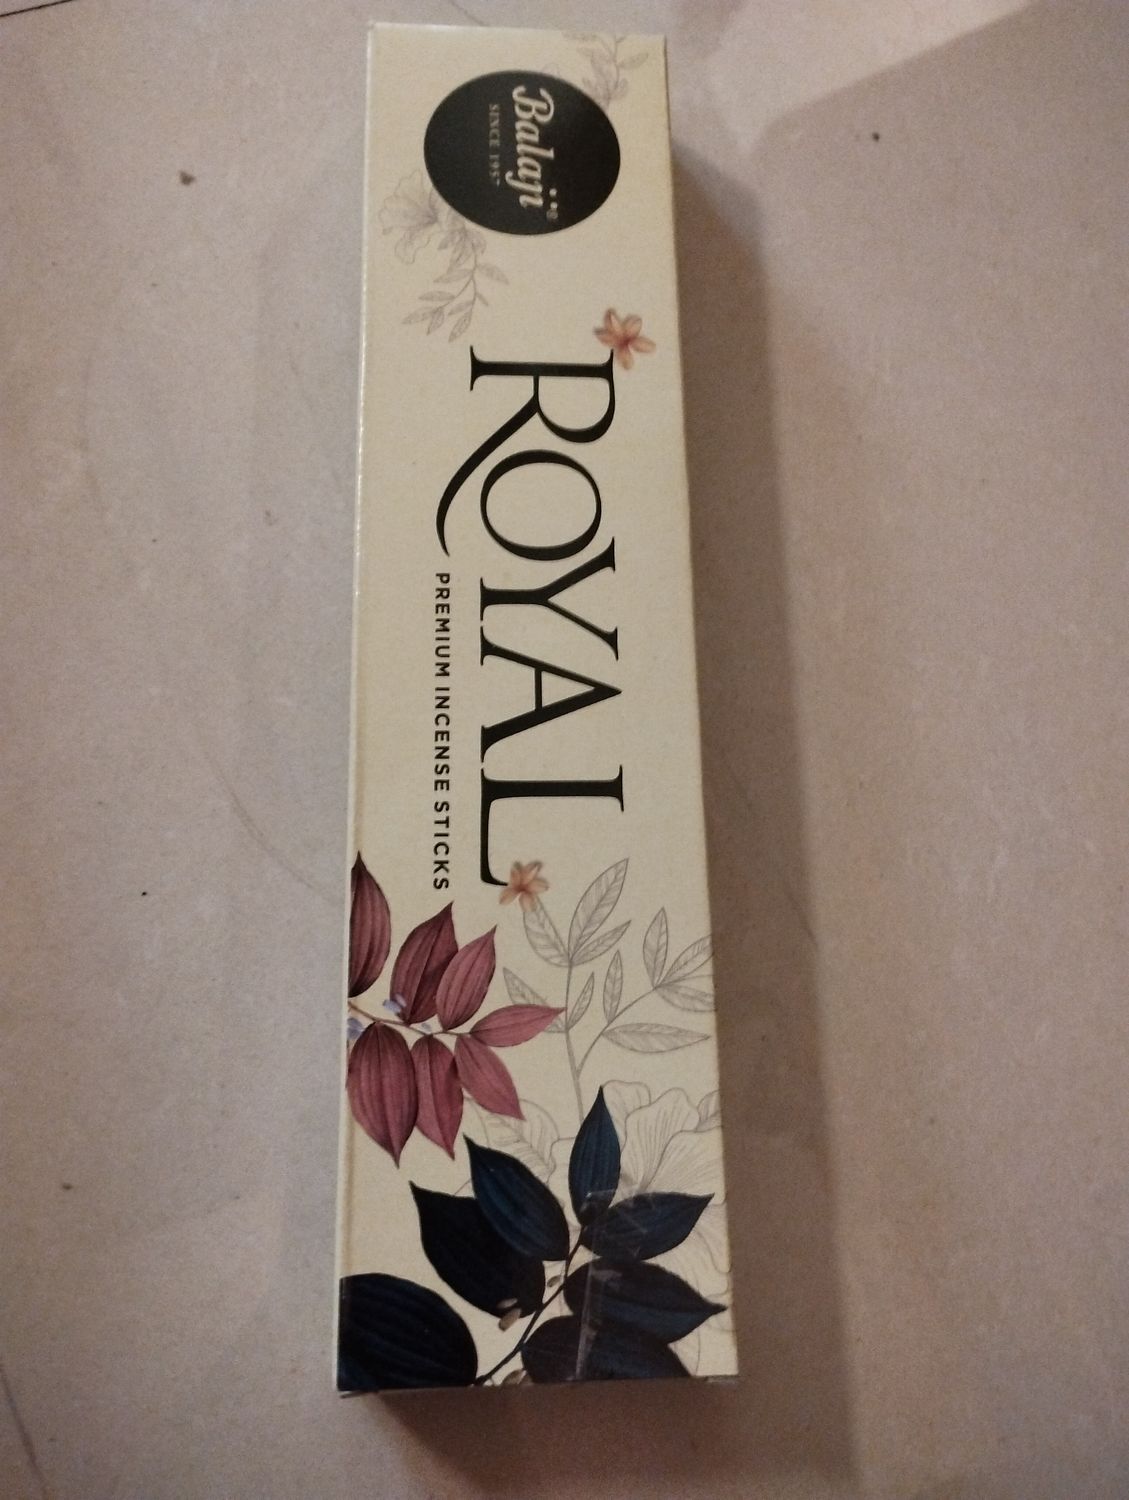 Balaji
SINCE 1957
ROYAL
PREMIUM INCENSE STICKS